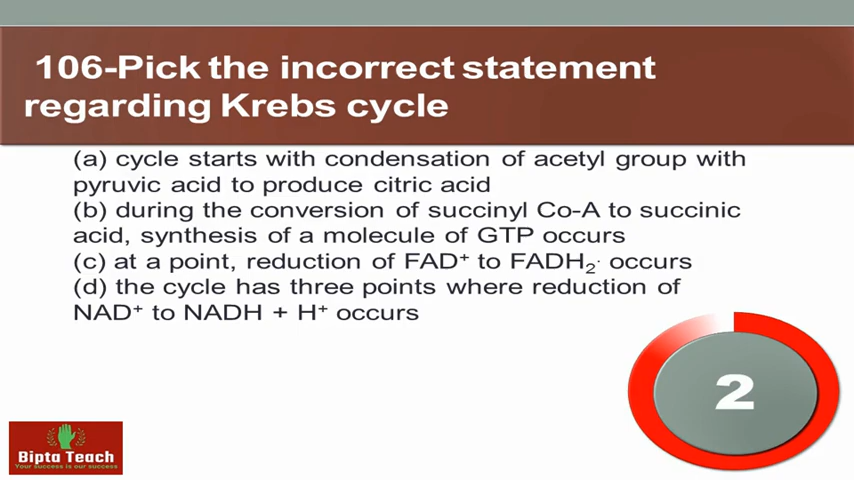 106-Pick the incorrect statement
regarding Krebs cycle
(a) cycle starts with condensation of acetyl group with
pyruvic acid to produce citric acid
(b) during the conversion of succinyl Co-A to succinic
acid, synthesis of a molecule of GTP occurs
(c) at a point, reduction of FAD⁺ to FADH₂. occurs
(d) the cycle has three points where reduction of
NAD⁺ to NADH + H⁺ occurs
2
Bipta Teach
Your success is our success